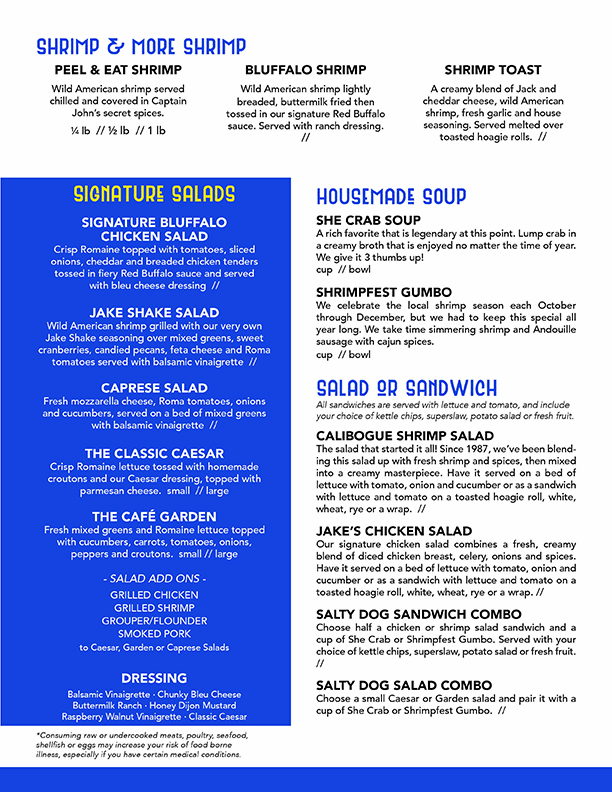 SHRIMP & MORE SHRIMP
PEEL & EAT SHRIMP
Wild American shrimp served
chilled and covered in Captain
John's secret spices.
¼ lb // ½ lb // 1 lb
BLUFFALO SHRIMP
Wild American shrimp lightly
breaded, buttermilk fried then
tossed in our signature Red Buffalo
sauce. Served with ranch dressing.
//
SHRIMP TOAST
A creamy blend of Jack and
cheddar cheese, wild American
shrimp, fresh garlic and house
seasoning. Served melted over
toasted hoagie rolls. //
SIGNATURE SALADS
SIGNATURE BLUFFALO
CHICKEN SALAD
Crisp Romaine topped with tomatoes, sliced
onions, cheddar and breaded chicken tenders
tossed in fiery Red Buffalo sauce and served
with bleu cheese dressing //
JAKE SHAKE SALAD
Wild American shrimp grilled with our very own
Jake Shake seasoning over mixed greens, sweet
cranberries, candied pecans, feta cheese and Roma
tomatoes served with balsamic vinaigrette //
CAPRESE SALAD
Fresh mozzarella cheese, Roma tomatoes, onions
and cucumbers, served on a bed of mixed greens
with balsamic vinaigrette //
THE CLASSIC CAESAR
Crisp Romaine lettuce tossed with homemade
croutons and our Caesar dressing, topped with
parmesan cheese. small // large
THE CAFÉ GARDEN
Fresh mixed greens and Romaine lettuce topped
with cucumbers, carrots, tomatoes, onions,
peppers and croutons. small // large
- SALAD ADD ONS -
GRILLED CHICKEN
GRILLED SHRIMP
GROUPER/FLOUNDER
SMOKED PORK
to Caesar, Garden or Caprese Salads
DRESSING
Balsamic Vinaigrette · Chunky Bleu Cheese
Buttermilk Ranch · Honey Dijon Mustard
Raspberry Walnut Vinaigrette · Classic Caesar
*Consuming raw or undercooked meats, poultry, seafood,
shellfish or eggs may increase your risk of food borne
illness, especially if you have certain medical conditions.
HOUSEMADE SOUP
SHE CRAB SOUP
A rich favorite that is legendary at this point. Lump crab in
a creamy broth that is enjoyed no matter the time of year.
We give it 3 thumbs up!
cup // bowl
SHRIMPFEST GUMBO
We celebrate the local shrimp season each October
through December, but we had to keep this special all
year long. We take time simmering shrimp and Andouille
sausage with cajun spices.
cup // bowl
SALAD OR SANDWICH
All sandwiches are served with lettuce and tomato, and include
your choice of kettle chips, superslaw, potato salad or fresh fruit.
CALIBOGUE SHRIMP SALAD
The salad that started it all! Since 1987, we've been blend-
ing this salad up with fresh shrimp and spices, then mixed
into a creamy masterpiece. Have it served on a bed of
lettuce with tomato, onion and cucumber or as a sandwich
with lettuce and tomato on a toasted hoagie roll, white,
wheat, rye or a wrap. //
JAKE'S CHICKEN SALAD
Our signature chicken salad combines a fresh, creamy
blend of diced chicken breast, celery, onions and spices.
Have it served on a bed of lettuce with tomato, onion and
cucumber or as a sandwich with lettuce and tomato on a
toasted hoagie roll, white, wheat, rye or a wrap. //
SALTY DOG SANDWICH COMBO
Choose half a chicken or shrimp salad sandwich and a
cup of She Crab or Shrimpfest Gumbo. Served with your
choice of kettle chips, superslaw, potato salad or fresh fruit.
//
SALTY DOG SALAD COMBO
Choose a small Caesar or Garden salad and pair it with a
cup of She Crab or Shrimpfest Gumbo. //